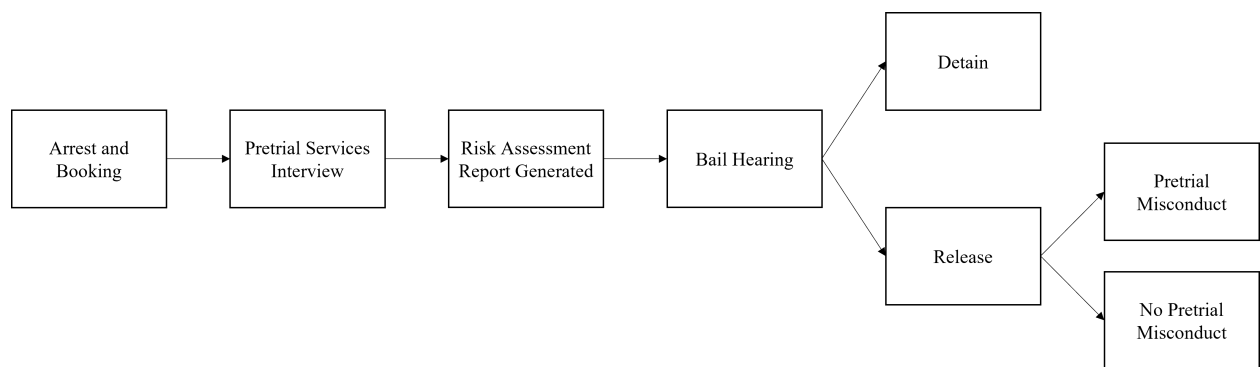 Arrest and
Booking
Pretrial Services
Interview
Risk Assessment
Report Generated
Bail Hearing
Detain
Release
Pretrial
Misconduct
No Pretrial
Misconduct